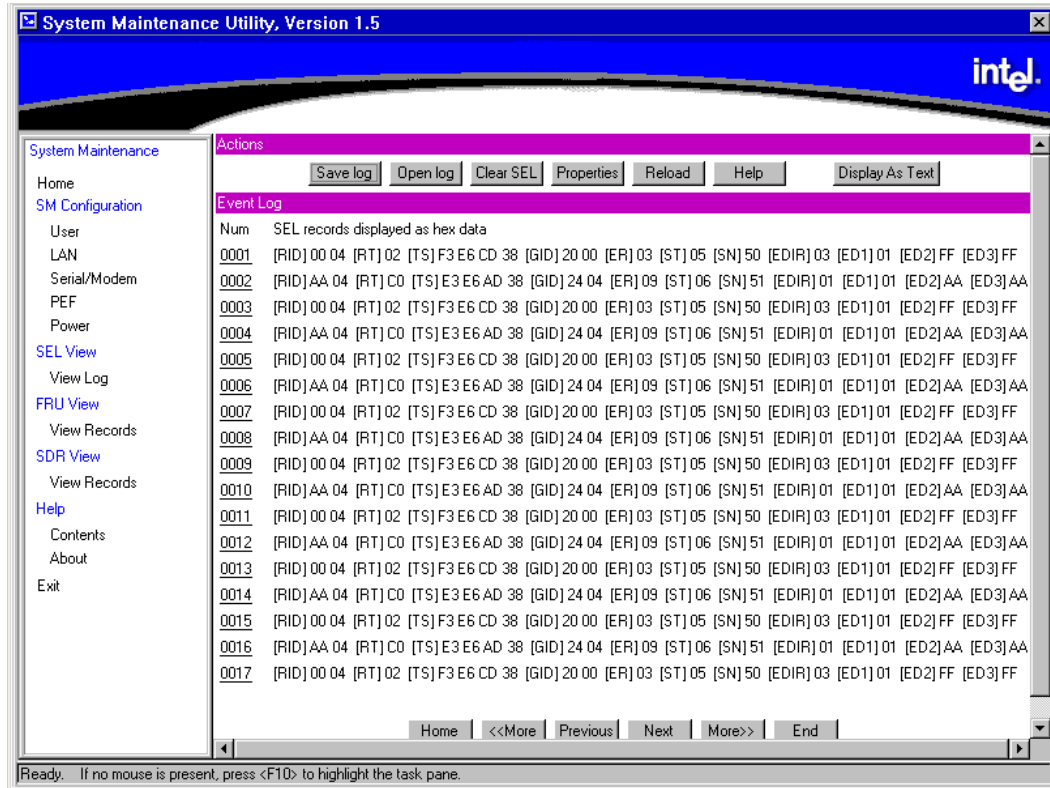 System Maintenance Utility, Version 1.5
intel.
System Maintenance
Home
SM Configuration
User
LAN
Serial/Modem
PEF
Power
SEL View
View Log
FRU View
View Records
SDR View
View Records
Help
Contents
About
Exit
Actions
Save log Open log Clear SEL Properties Reload Help Display As Text
Event Log
Num SEL records displayed as hex data
0001 [RID] 00 04 [RT] 02 [TS] F3 E6 CD 38 [GID] 20 00 [ER] 03 [ST] 05 [SN] 50 [EDIR] 03 [ED1] 01 [ED2] FF [ED3] FF
0002 [RID] AA 04 [RT] C0 [TS] E3 E6 AD 38 [GID] 24 04 [ER] 09 [ST] 06 [SN] 51 [EDIR] 01 [ED1] 01 [ED2] AA [ED3] AA
0003 [RID] 00 04 [RT] 02 [TS] F3 E6 CD 38 [GID] 20 00 [ER] 03 [ST] 05 [SN] 50 [EDIR] 03 [ED1] 01 [ED2] FF [ED3] FF
0004 [RID] AA 04 [RT] C0 [TS] E3 E6 AD 38 [GID] 24 04 [ER] 09 [ST] 06 [SN] 51 [EDIR] 01 [ED1] 01 [ED2] AA [ED3] AA
0005 [RID] 00 04 [RT] 02 [TS] F3 E6 CD 38 [GID] 20 00 [ER] 03 [ST] 05 [SN] 50 [EDIR] 03 [ED1] 01 [ED2] FF [ED3] FF
0006 [RID] AA 04 [RT] C0 [TS] E3 E6 AD 38 [GID] 24 04 [ER] 09 [ST] 06 [SN] 51 [EDIR] 01 [ED1] 01 [ED2] AA [ED3] AA
0007 [RID] 00 04 [RT] 02 [TS] F3 E6 CD 38 [GID] 20 00 [ER] 03 [ST] 05 [SN] 50 [EDIR] 03 [ED1] 01 [ED2] FF [ED3] FF
0008 [RID] AA 04 [RT] C0 [TS] E3 E6 AD 38 [GID] 24 04 [ER] 09 [ST] 06 [SN] 51 [EDIR] 01 [ED1] 01 [ED2] AA [ED3] AA
0009 [RID] 00 04 [RT] 02 [TS] F3 E6 CD 38 [GID] 20 00 [ER] 03 [ST] 05 [SN] 50 [EDIR] 03 [ED1] 01 [ED2] FF [ED3] FF
0010 [RID] AA 04 [RT] C0 [TS] E3 E6 AD 38 [GID] 24 04 [ER] 09 [ST] 06 [SN] 51 [EDIR] 01 [ED1] 01 [ED2] AA [ED3] AA
0011 [RID] 00 04 [RT] 02 [TS] F3 E6 CD 38 [GID] 20 00 [ER] 03 [ST] 05 [SN] 50 [EDIR] 03 [ED1] 01 [ED2] FF [ED3] FF
0012 [RID] AA 04 [RT] C0 [TS] E3 E6 AD 38 [GID] 24 04 [ER] 09 [ST] 06 [SN] 51 [EDIR] 01 [ED1] 01 [ED2] AA [ED3] AA
0013 [RID] 00 04 [RT] 02 [TS] F3 E6 CD 38 [GID] 20 00 [ER] 03 [ST] 05 [SN] 50 [EDIR] 03 [ED1] 01 [ED2] FF [ED3] FF
0014 [RID] AA 04 [RT] C0 [TS] E3 E6 AD 38 [GID] 24 04 [ER] 09 [ST] 06 [SN] 51 [EDIR] 01 [ED1] 01 [ED2] AA [ED3] AA
0015 [RID] 00 04 [RT] 02 [TS] F3 E6 CD 38 [GID] 20 00 [ER] 03 [ST] 05 [SN] 50 [EDIR] 03 [ED1] 01 [ED2] FF [ED3] FF
0016 [RID] AA 04 [RT] C0 [TS] E3 E6 AD 38 [GID] 24 04 [ER] 09 [ST] 06 [SN] 51 [EDIR] 01 [ED1] 01 [ED2] AA [ED3] AA
0017 [RID] 00 04 [RT] 02 [TS] F3 E6 CD 38 [GID] 20 00 [ER] 03 [ST] 05 [SN] 50 [EDIR] 03 [ED1] 01 [ED2] FF [ED3] FF
Home <<More Previous Next More>> End
Ready. If no mouse is present, press <F10> to highlight the task pane.